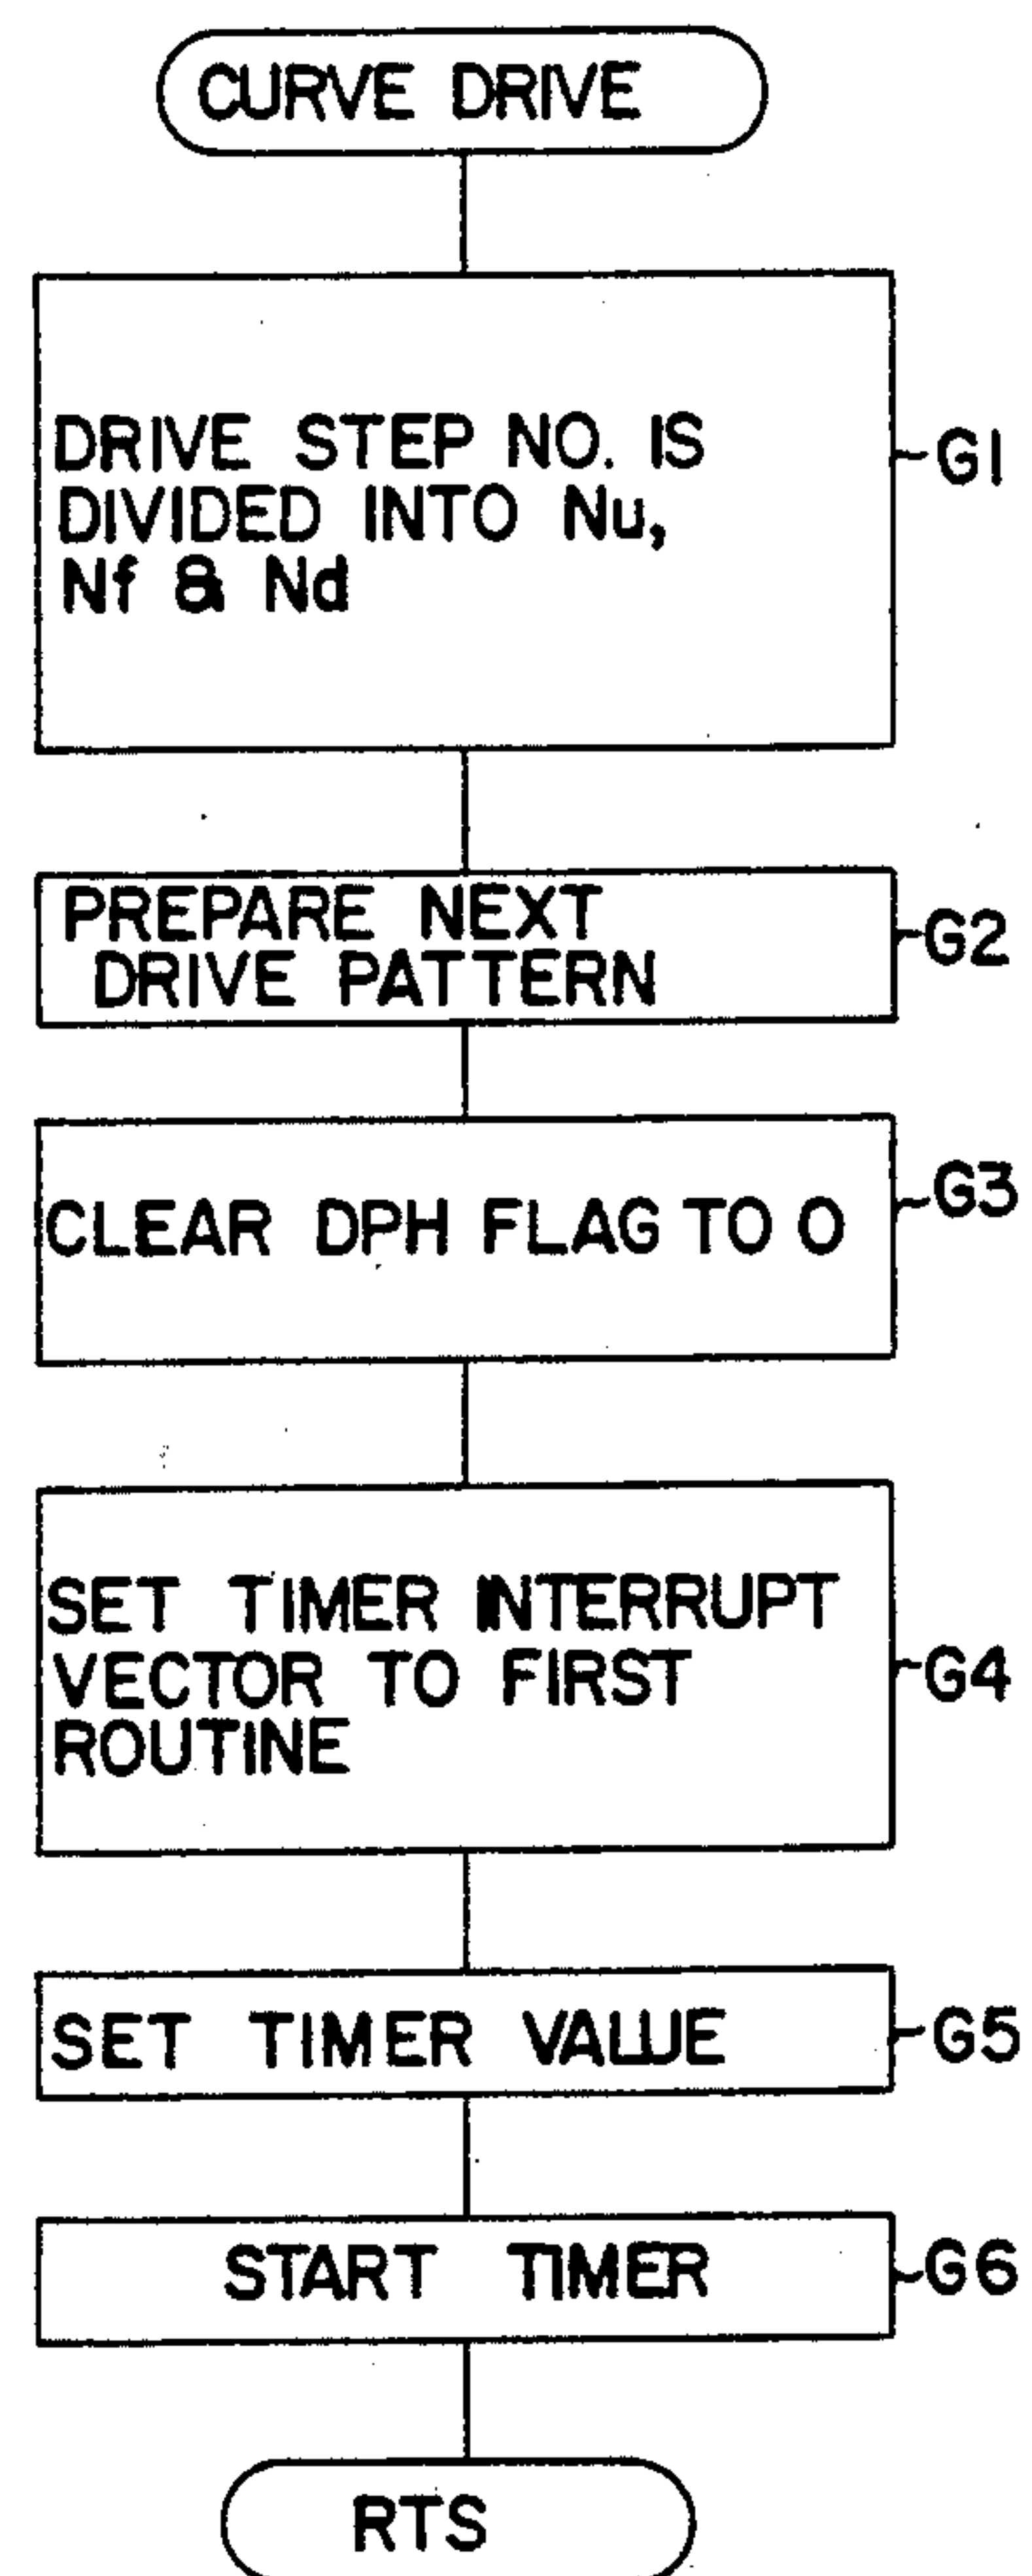 CURVE DRIVE
DRIVE STEP NO. IS
DIVIDED INTO Nu,
Nf & Nd
G1
PREPARE NEXT
DRIVE PATTERN
G2
CLEAR DPH FLAG TO 0
G3
SET TIMER INTERRUPT
VECTOR TO FIRST
ROUTINE
G4
SET TIMER VALUE
G5
START TIMER
G6
RTS